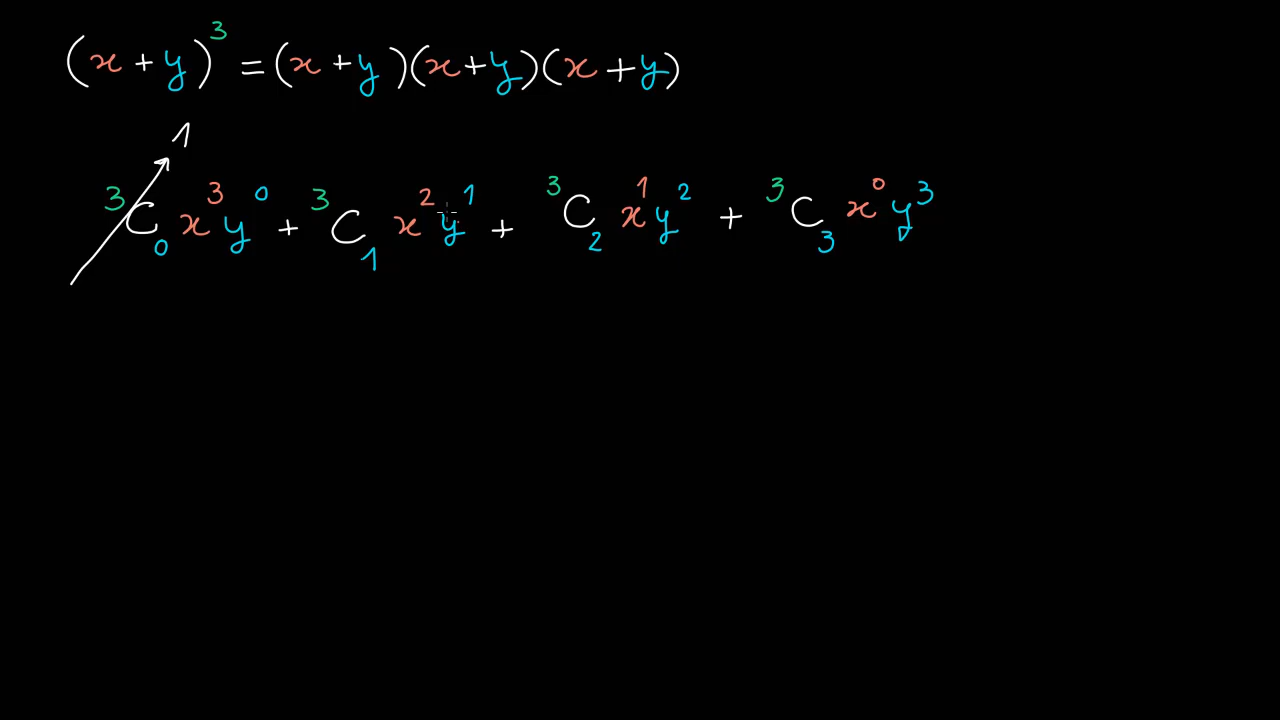 (x + y)³ = (x + y)(x + y)(x + y)
1
³C₀ x³y⁰ + ³C₁ x²y¹ + ³C₂ x¹y² + ³C₃ x⁰y³